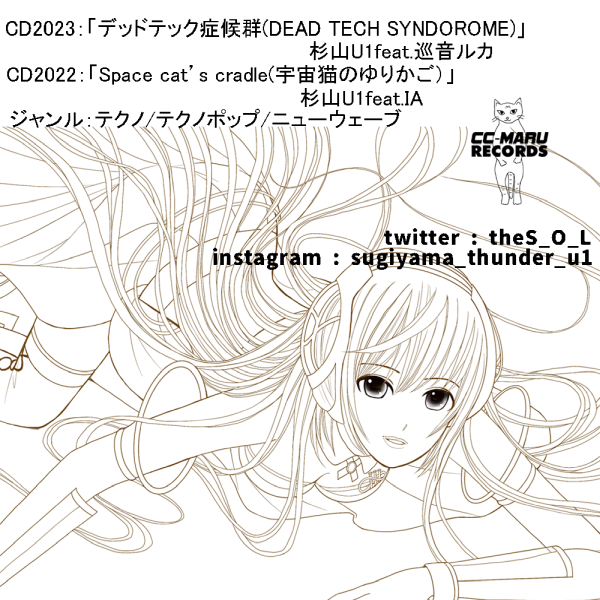 CD2023：「デッドテック症候群(DEAD TECH SYNDOROME)」
杉山U1feat.巡音ルカ
CD2022：「Space cat's cradle(宇宙猫のゆりかご)」
杉山U1feat.IA
ジャンル：テクノ/テクノポップ/ニューウェーブ
CC-MARU
RECORDS
twitter : theS_O_L
instagram : sugiyama_thunder_u1